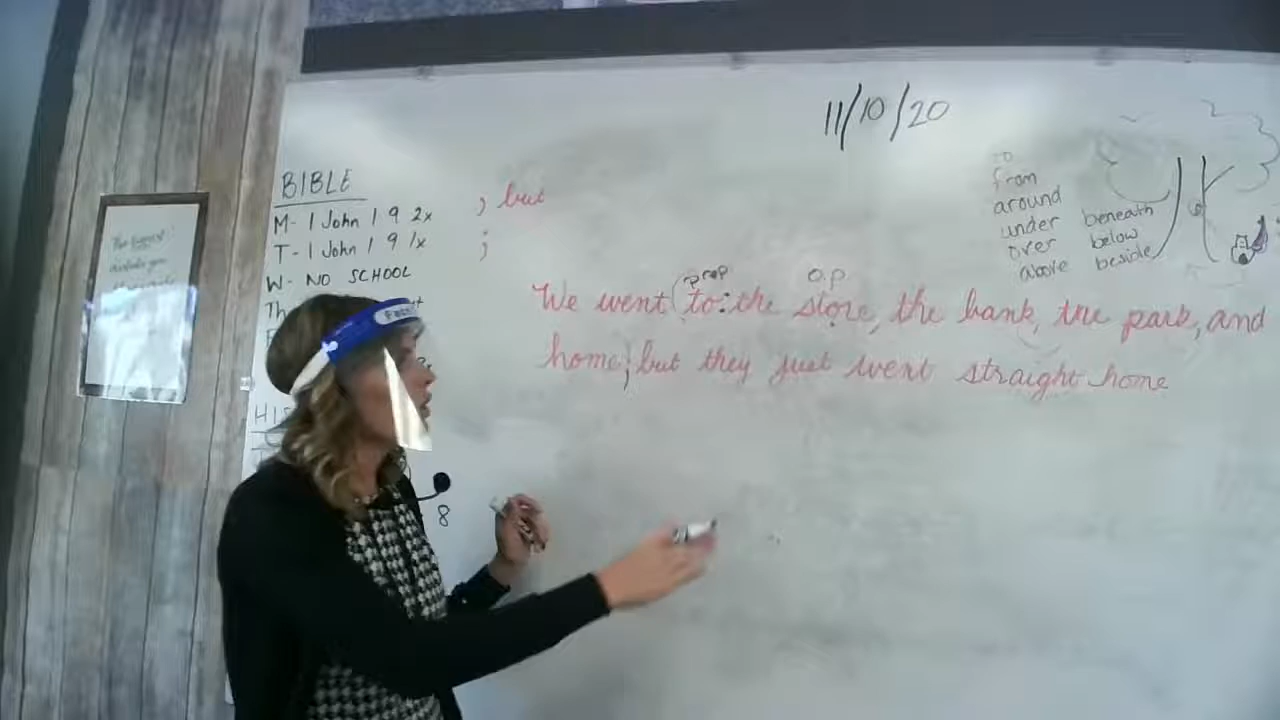 11/10/20
BIBLE
M- 1 John 1 9 2x
T- 1 John 1 9 1x
W- NO SCHOOL
Th
HIS
8
, but
;
to
from
around
under
over
above
beneath
below
beside
prep o.p
We went (to: the store, the bank, the park, and
home; but they just went straight home